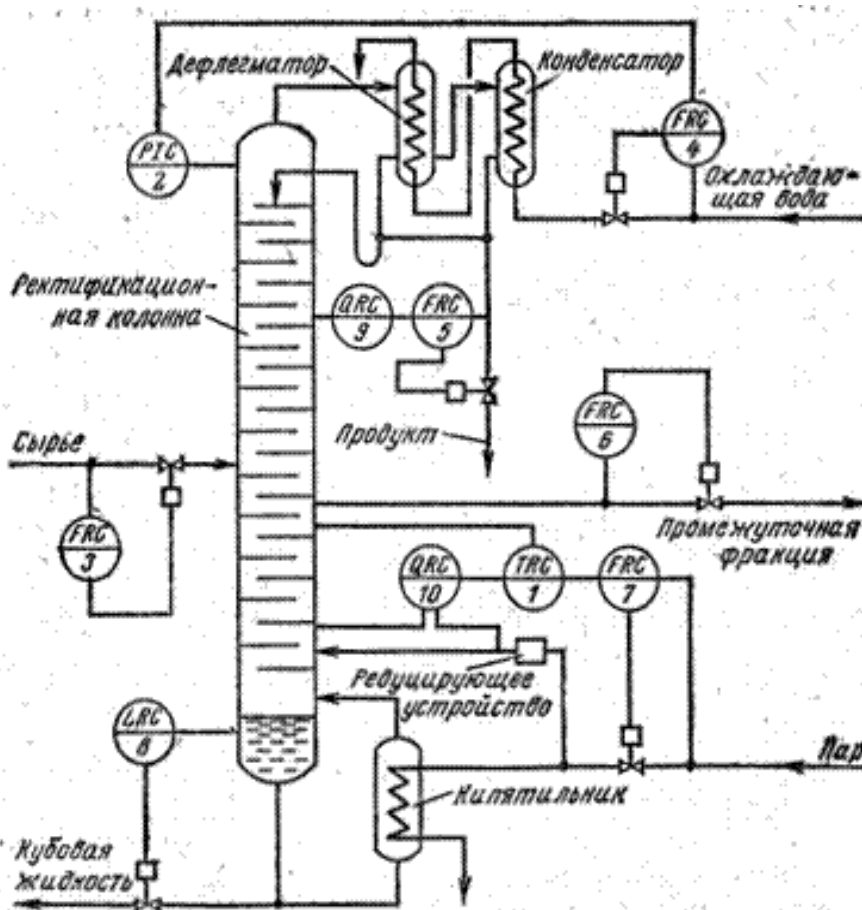 Дефлегматор
Конденсатор
PIC
2
FRC
4
Охлаждаю-
щая вода
Ректификацион-
ная колонна
QRC
9
FRC
5
Продукт
FRC
6
Сырье
FRC
3
Промежуточная
фракция
QRC
10
TRC
1
FRC
7
Редуцирующее
устройство
LRC
8
Пар
Кипятильник
Кубовая
жидкость